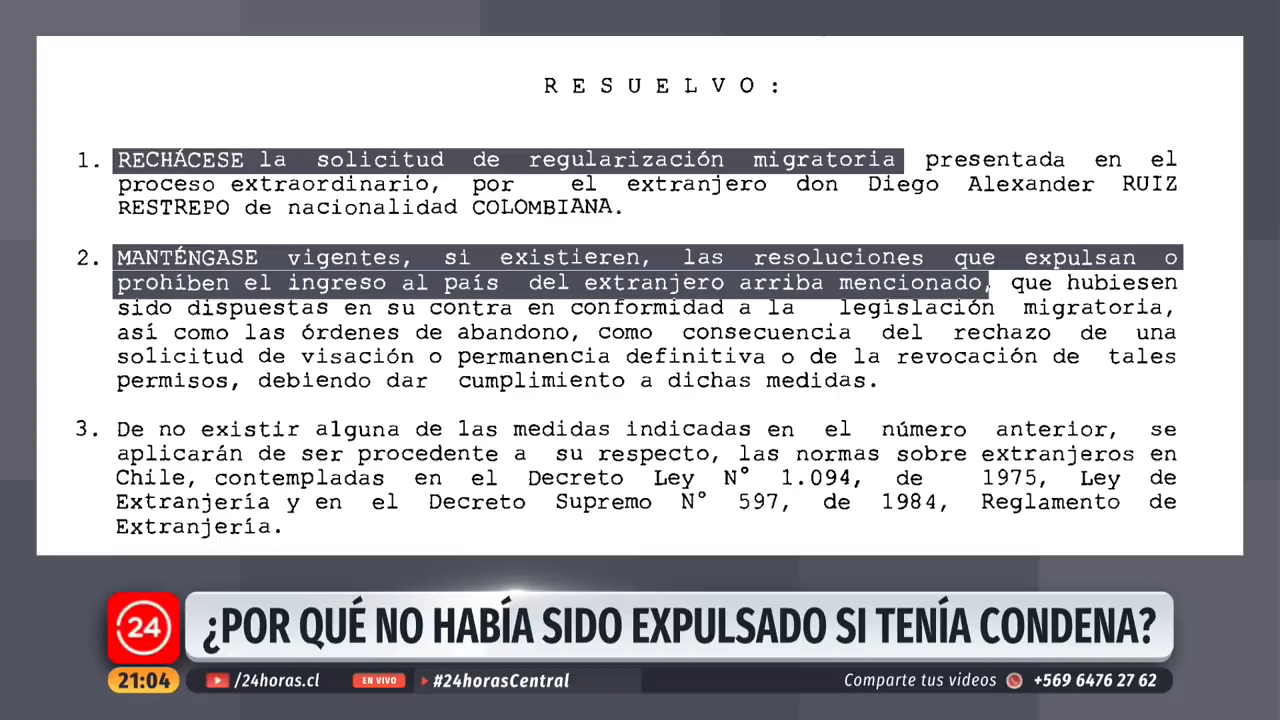 R E S U E L V O :
1. RECHÁCESE la solicitud de regularización migratoria presentada en el
proceso extraordinario, por el extranjero don Diego Alexander RUIZ
RESTREPO de nacionalidad COLOMBIANA.
2. MANTÉNGASE vigentes, si existieren, las resoluciones que expulsan o
prohíben el ingreso al país del extranjero arriba mencionado, que hubiesen
sido dispuestas en su contra en conformidad a la legislación migratoria,
así como las órdenes de abandono, como consecuencia del rechazo de una
solicitud de visación o permanencia definitiva o de la revocación de tales
permisos, debiendo dar cumplimiento a dichas medidas.
3. De no existir alguna de las medidas indicadas en el número anterior, se
aplicarán de ser procedente a su respecto, las normas sobre extranjeros en
Chile, contempladas en el Decreto Ley N° 1.094, de 1975, Ley de
Extranjería y en el Decreto Supremo N° 597, de 1984, Reglamento de
Extranjería.
24
¿POR QUÉ NO HABÍA SIDO EXPULSADO SI TENÍA CONDENA?
21:04 /24horas.cl EN VIVO #24horasCentral Comparte tus videos +569 6476 27 62